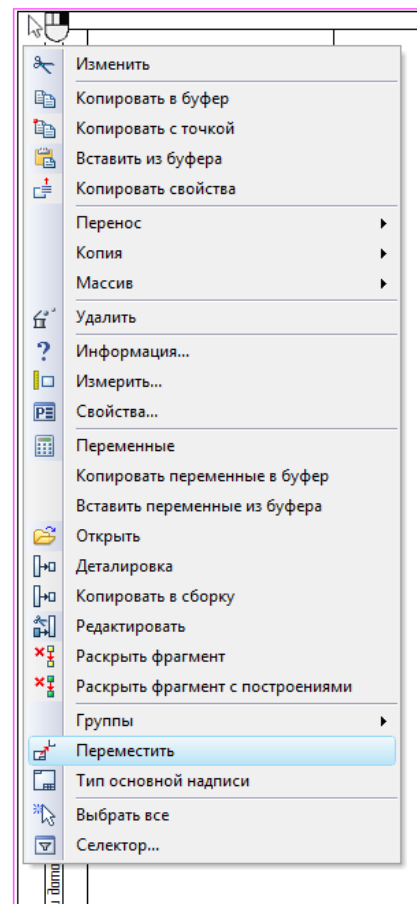 Изменить
Копировать в буфер
Копировать с точкой
Вставить из буфера
Копировать свойства
Перенос
Копия
Массив
Удалить
Информация...
Измерить...
Свойства...
Переменные
Копировать переменные в буфер
Вставить переменные из буфера
Открыть
Деталировка
Копировать в сборку
Редактировать
Раскрыть фрагмент
Раскрыть фрагмент с построениями
Группы
Переместить
Тип основной надписи
Выбрать все
Селектор...